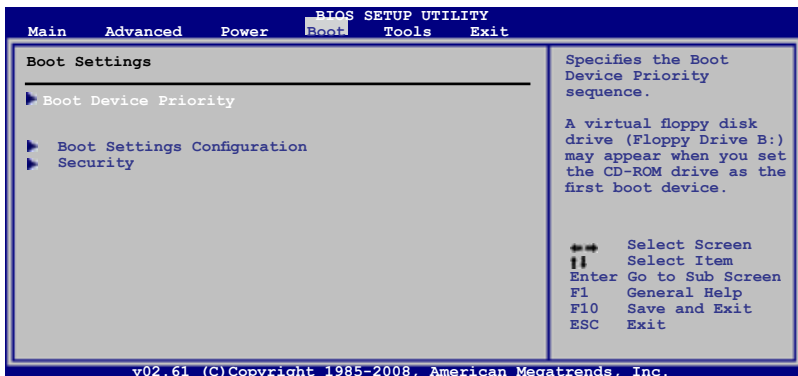 BIOS SETUP UTILITY
Main Advanced Power Boot Tools Exit
Boot Settings
Boot Device Priority
Boot Settings Configuration
Security
Specifies the Boot
Device Priority
sequence.
A virtual floppy disk
drive (Floppy Drive B:)
may appear when you set
the CD-ROM drive as the
first boot device.
Select Screen
Select Item
Enter Go to Sub Screen
F1 General Help
F10 Save and Exit
ESC Exit
v02.61 (C)Copyright 1985-2008, American Megatrends, Inc.